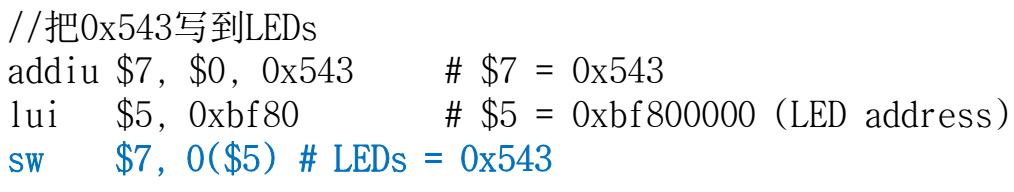 //把0x543写到LEDs
addiu $7, $0, 0x543 # $7 = 0x543
lui $5, 0xbf80 # $5 = 0xbf800000 (LED address)
sw $7, 0($5) # LEDs = 0x543